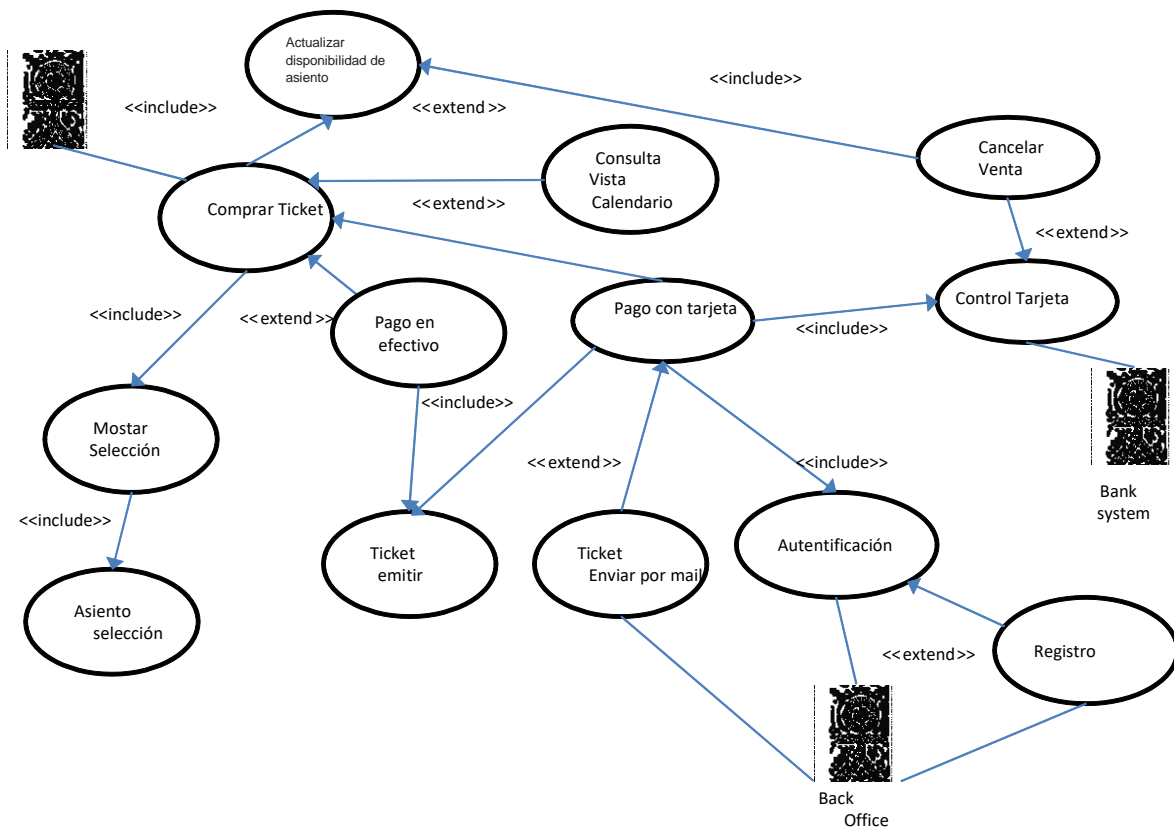 Actualizar
disponibilidad de
asiento
<<include>>
<<extend >>
<<include>>
Consulta
Vista
Calendario
Cancelar
Venta
Comprar Ticket
<<extend>>
<<extend>>
<<include>>
<<extend >>
Pago en
efectivo
Pago con tarjeta
<<include>>
Control Tarjeta
<<include>>
Mostar
Selección
<<extend>>
<<include>>
Bank
system
<<include>>
Asiento
selección
Ticket
emitir
Ticket
Enviar por mail
Autentificación
<<extend>>
Registro
Back
Office